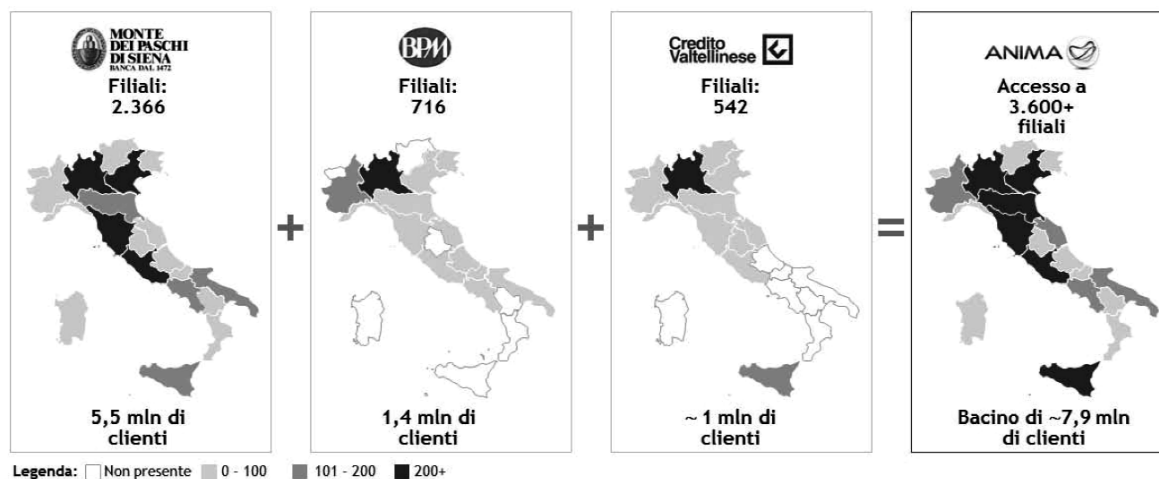 MONTE
DEI PASCHI
DI SIENA
BANCA DAL 1472
Filiali:
2.366
5,5 mln di
clienti
+
BPM
Filiali:
716
1,4 mln di
clienti
+
Credito
Valtellinese
Filiali:
542
~ 1 mln di
clienti
=
ANIMA
Accesso a
3.600+
filiali
Bacino di ~7,9 mln
di clienti
Legenda: Non presente 0 - 100 101 - 200 200+